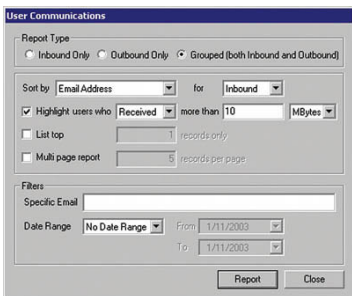 User Communications
Report Type
Inbound Only Outbound Only Grouped (both Inbound and Outbound)
Sort by Email Address for Inbound
Highlight users who Received more than 10 MBytes
List top 1 records only
Multi page report 5 records per page
Filters
Specific Email
Date Range No Date Range From 1/11/2003
To 1/11/2003
Report Close